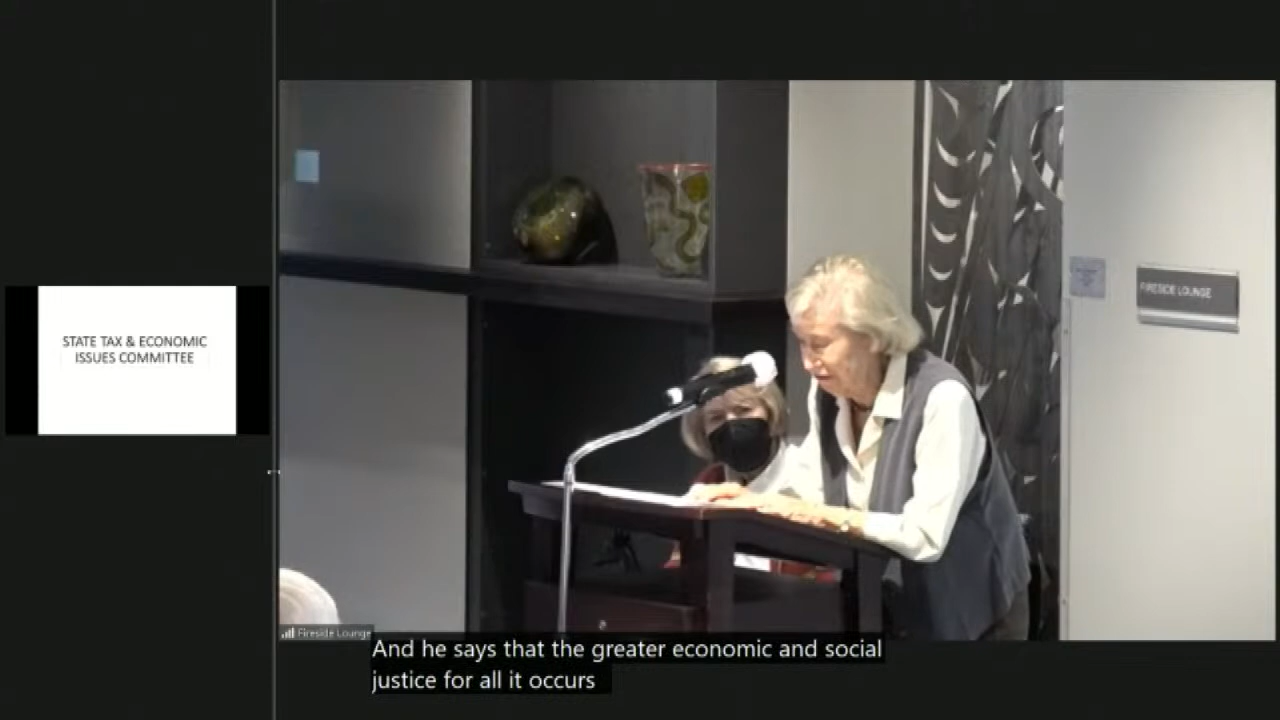 STATE TAX & ECONOMIC
ISSUES COMMITTEE
FIRESIDE LOUNGE
Fireside Lounge
And he says that the greater economic and social
justice for all it occurs